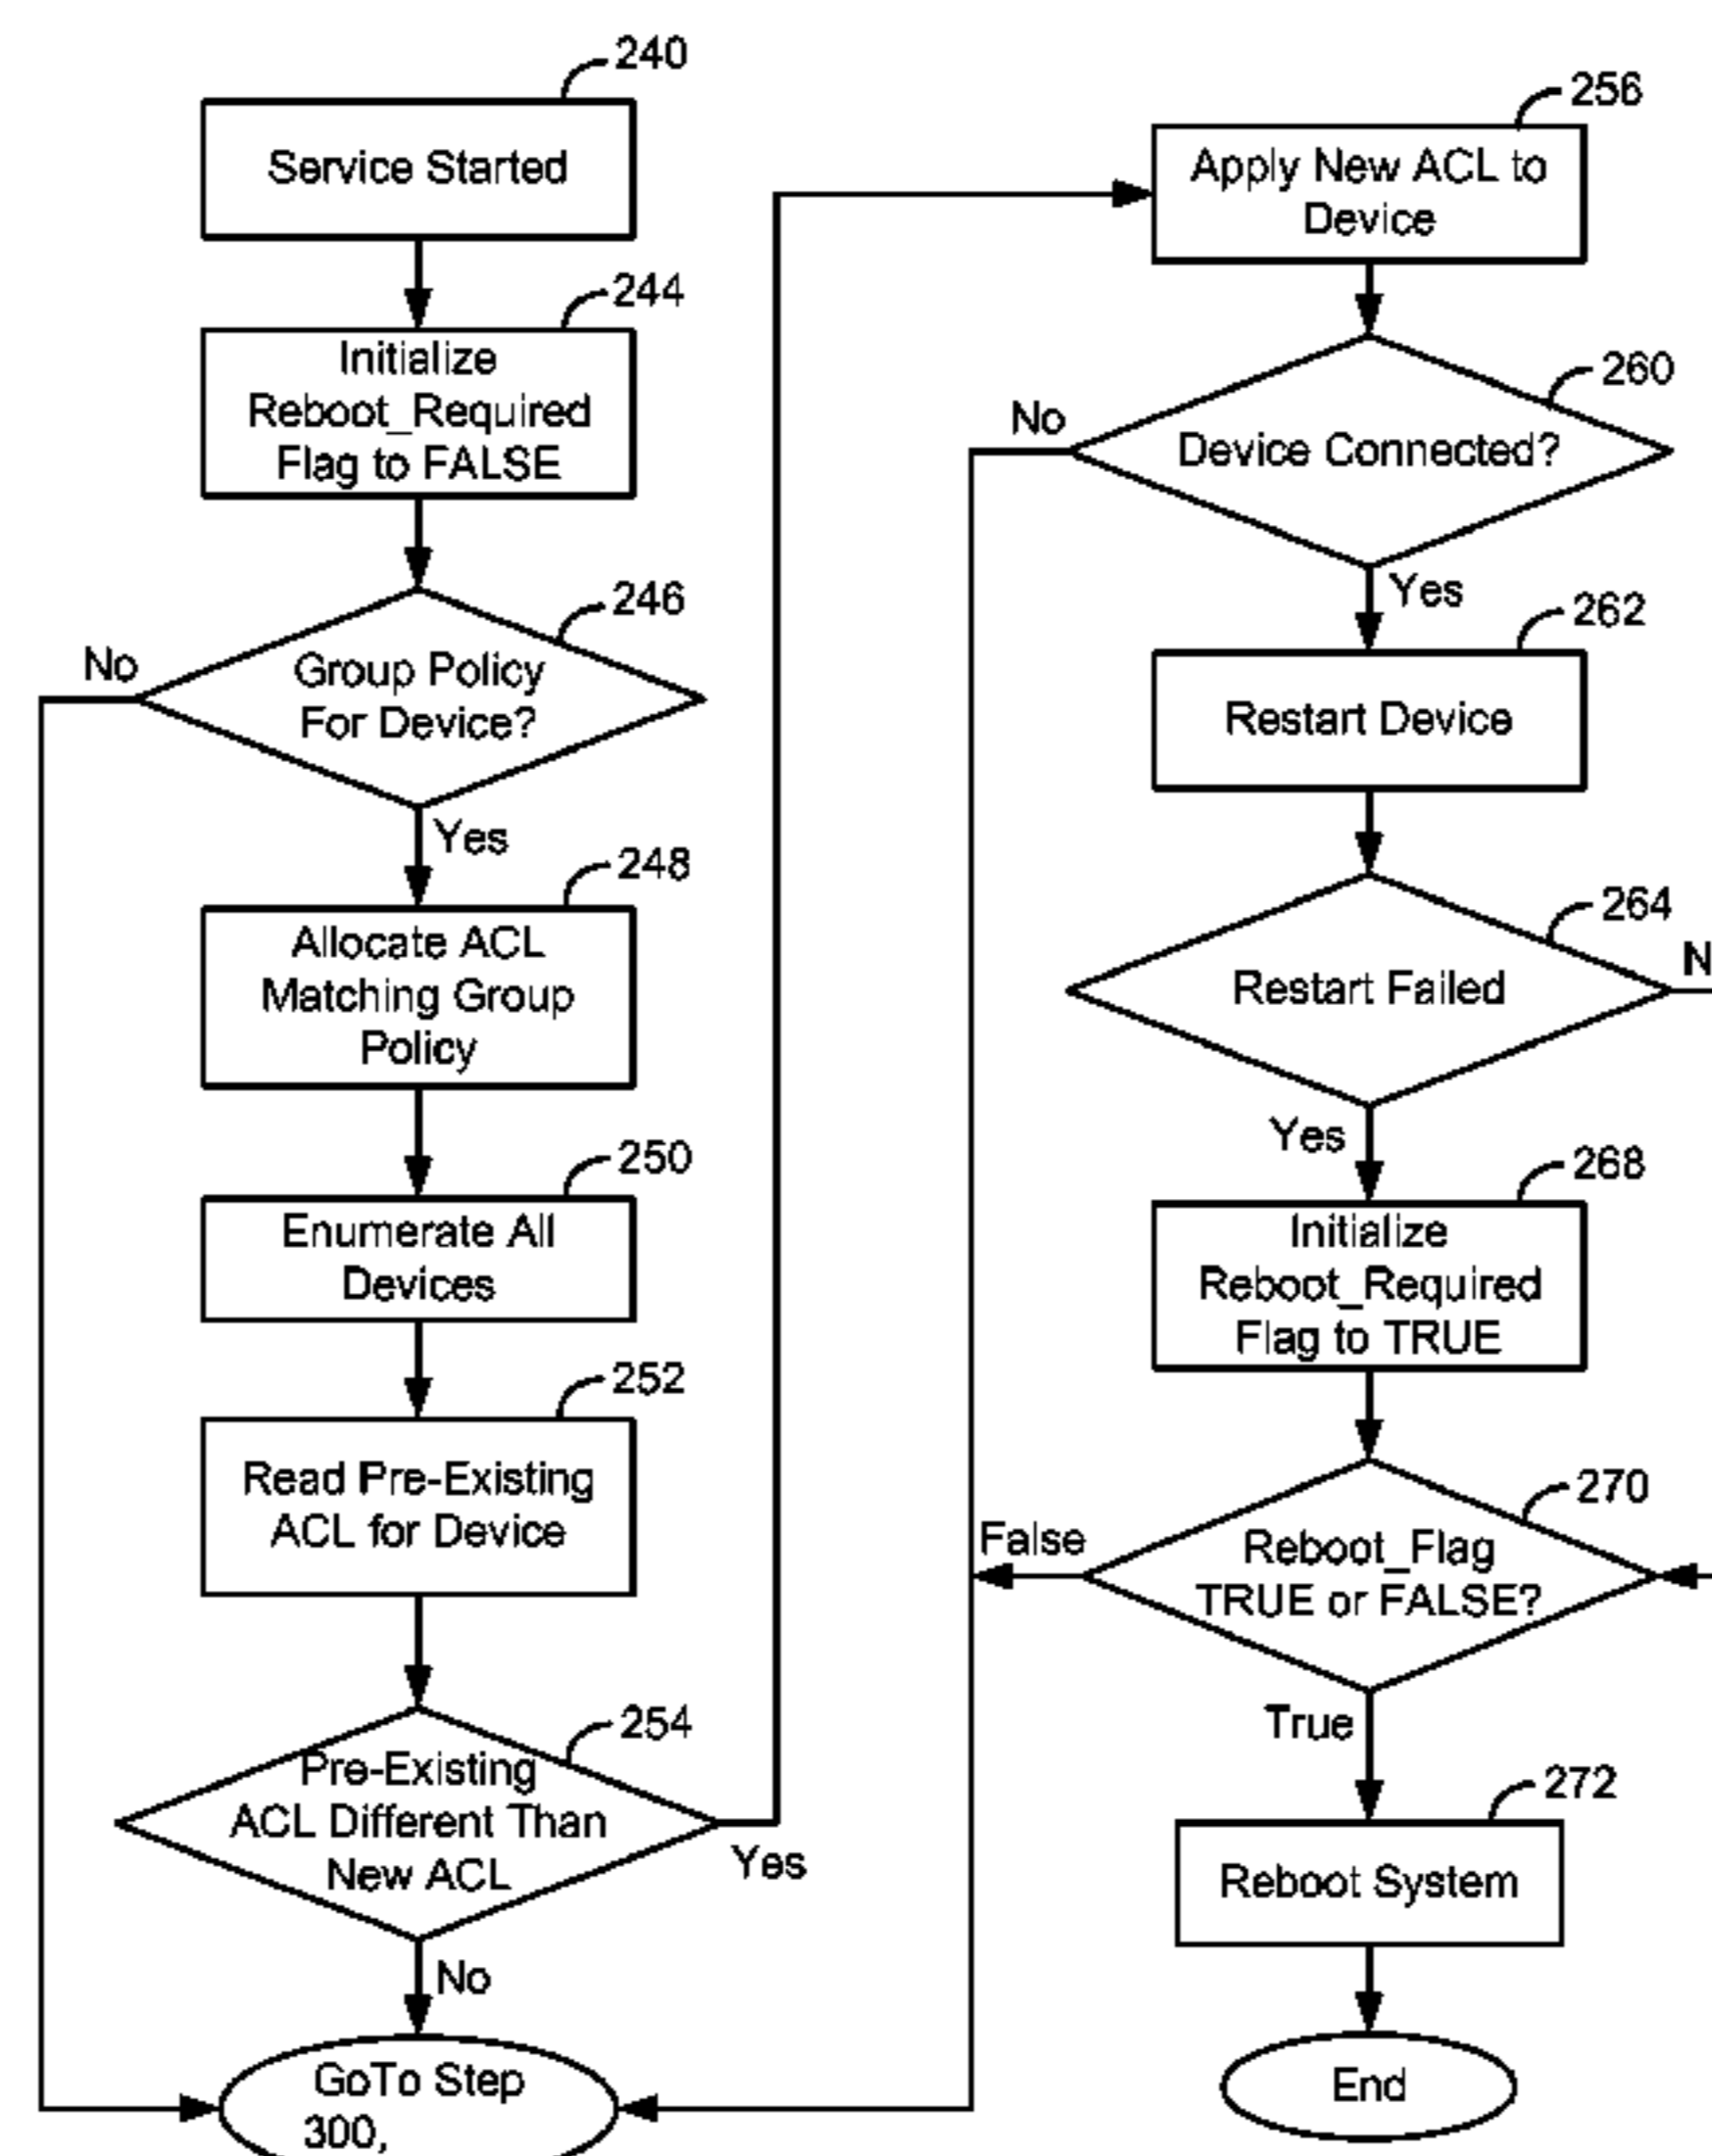 240
Service Started
244
Initialize
Reboot_Required
Flag to FALSE
246
No
Group Policy
For Device?
Yes
248
Allocate ACL
Matching Group
Policy
250
Enumerate All
Devices
252
Read Pre-Existing
ACL for Device
254
Pre-Existing
ACL Different Than
New ACL
Yes
No
GoTo Step
300,
256
Apply New ACL to
Device
260
No
Device Connected?
Yes
262
Restart Device
264
Restart Failed
Yes
268
Initialize
Reboot_Required
Flag to TRUE
270
False
Reboot_Flag
TRUE or FALSE?
True
272
Reboot System
End